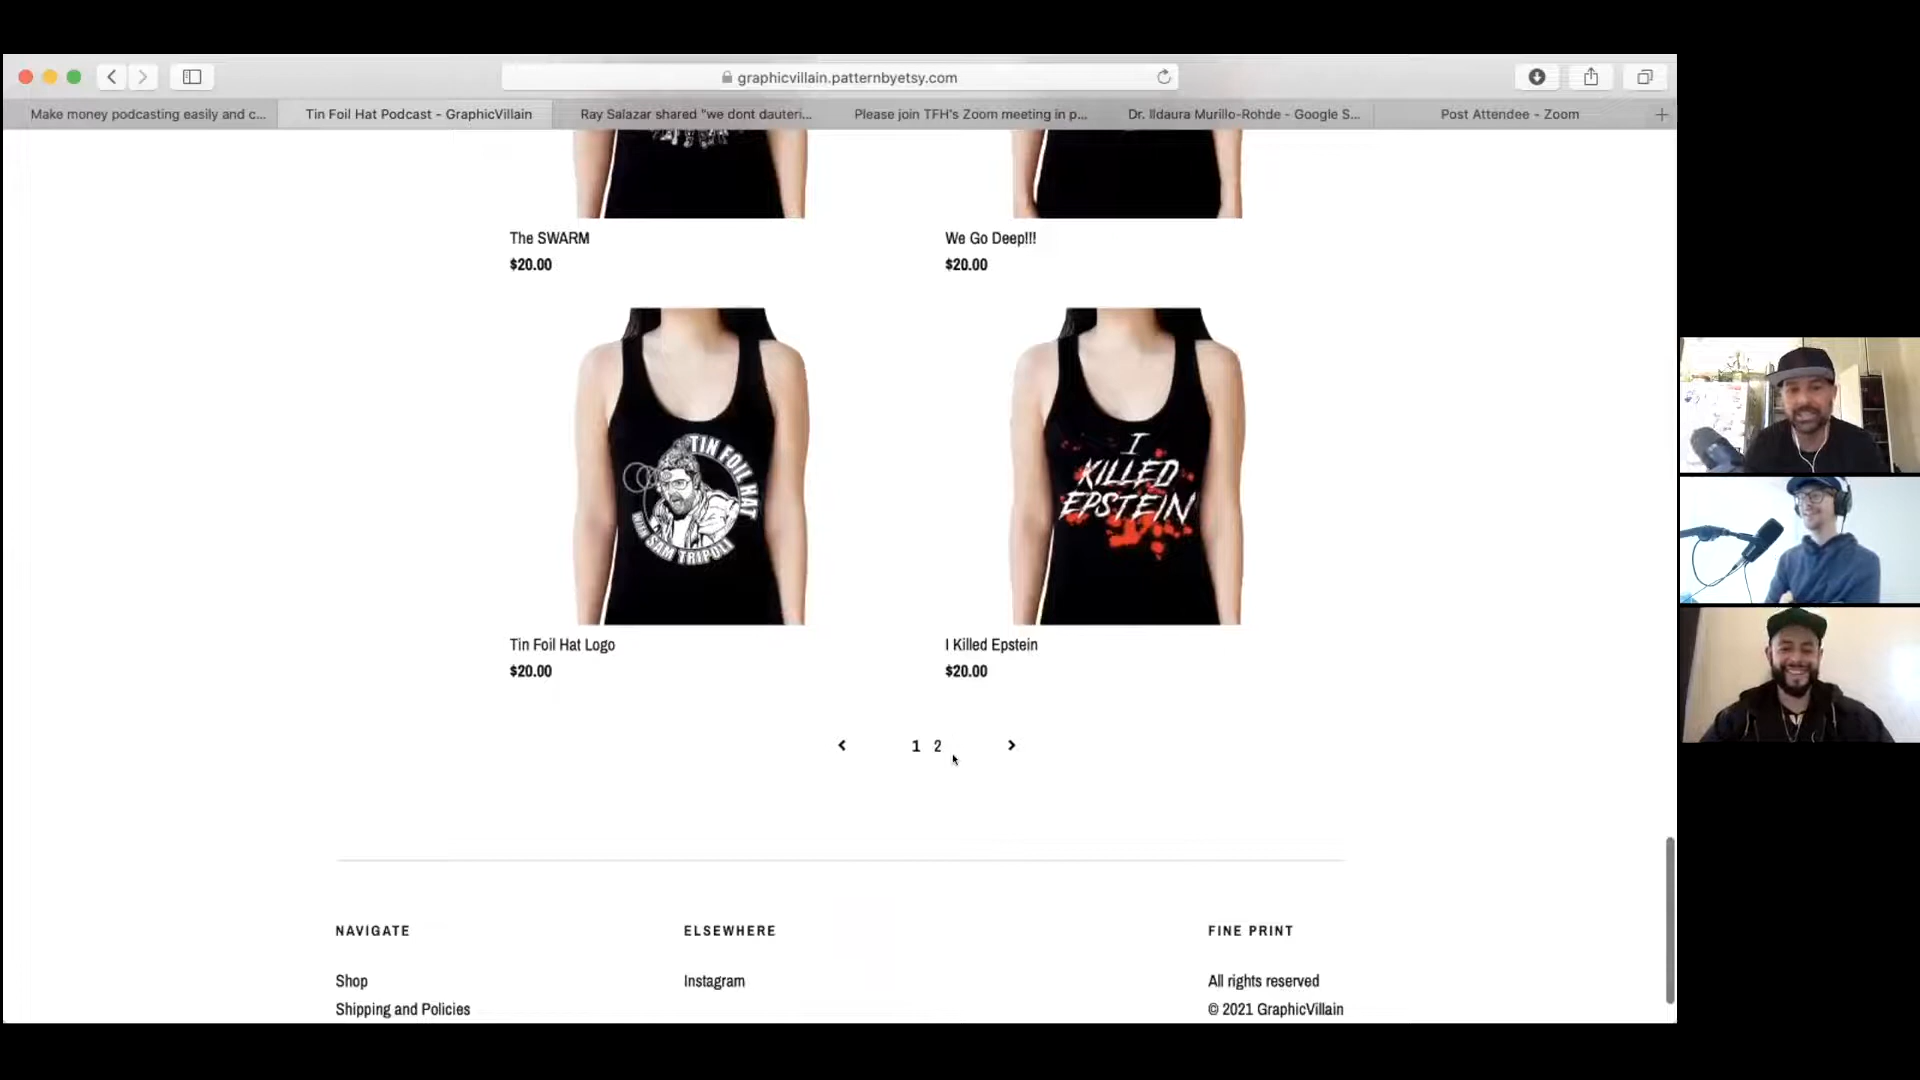 graphicvillain.patternbyetsy.com
Make money podcasting easily and c...
Tin Foil Hat Podcast - GraphicVillain
Ray Salazar shared "we dont dauteri...
Please join TFH's Zoom meeting in p...
Dr. Ildaura Murillo-Rohde - Google S...
Post Attendee - Zoom
The SWARM
$20.00
We Go Deep!!!
$20.00
TIN FOIL HAT
WITH
SAM TRIPOLI
I
KILLED
EPSTEIN
Tin Foil Hat Logo
$20.00
I Killed Epstein
$20.00
1 2
NAVIGATE
ELSEWHERE
FINE PRINT
Shop
Instagram
All rights reserved
Shipping and Policies
© 2021 GraphicVillain